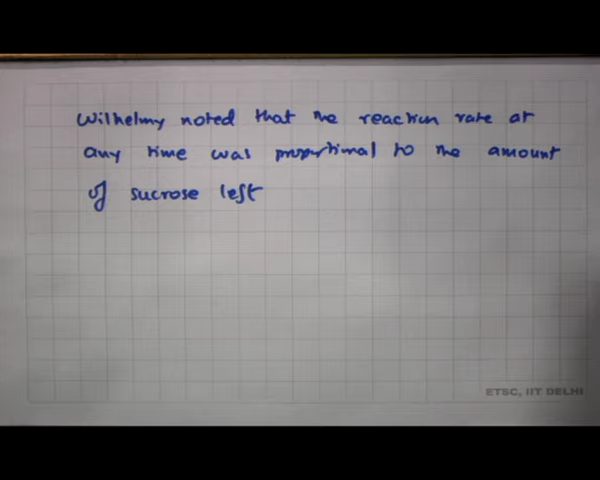 Wilhelmy noted that the reaction rate at
any time was proportional to the amount
of sucrose left
ETSC, IIT DELHI